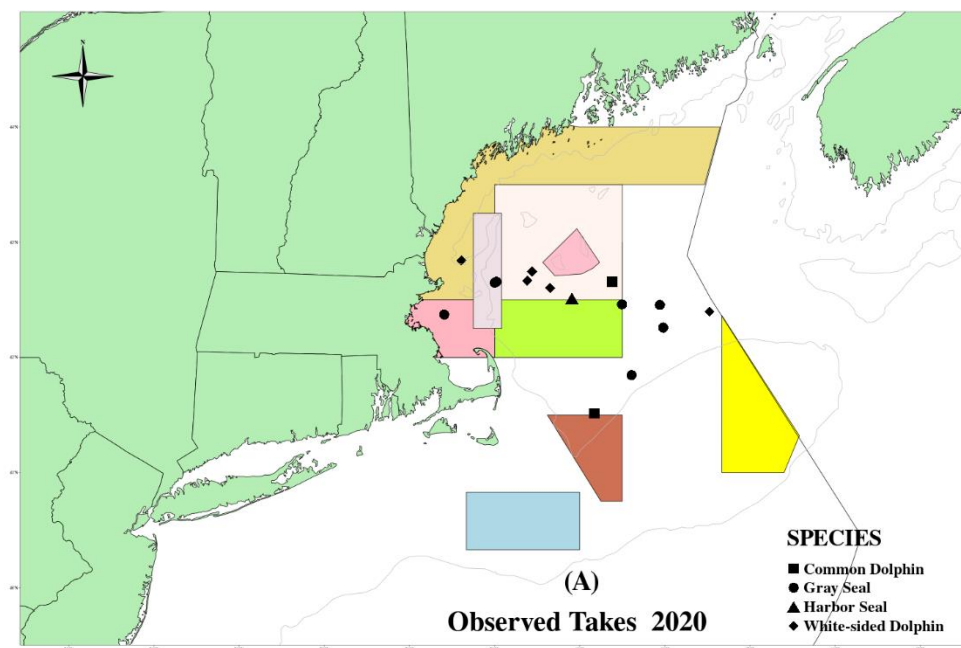 N
SPECIES
Common Dolphin
Gray Seal
Harbor Seal
White-sided Dolphin
(A)
Observed Takes 2020